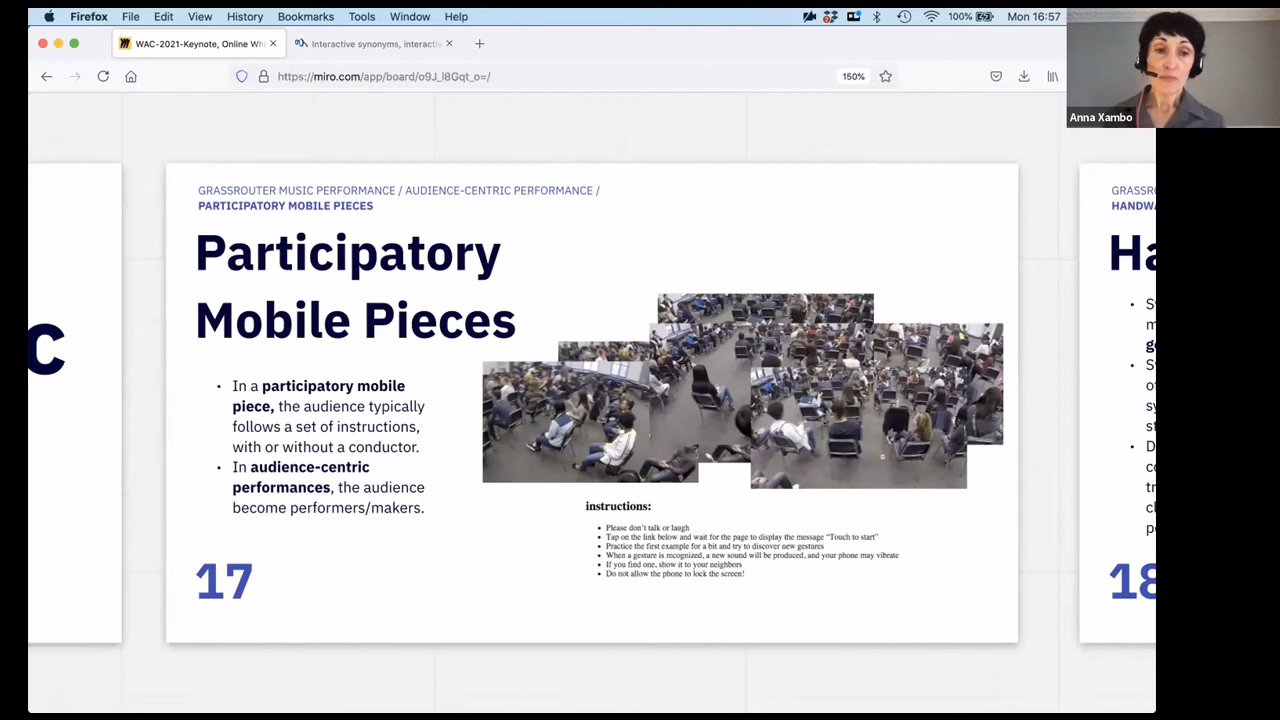 Firefox File Edit View History Bookmarks Tools Window Help 100% Mon 16:57
WAC-2021-Keynote, Online Wh
Interactive synonyms, interacti
https://miro.com/app/board/o9J_l8Gqt_o=/ 150%
Anna Xambo
c
GRASSROUTER MUSIC PERFORMANCE / AUDIENCE-CENTRIC PERFORMANCE /
PARTICIPATORY MOBILE PIECES
Participatory
Mobile Pieces
• In a participatory mobile
piece, the audience typically
follows a set of instructions,
with or without a conductor.
• In audience-centric
performances, the audience
become performers/makers.
instructions:
• Please don't talk or laugh
• Tap on the link below and wait for the page to display the message "Touch to start"
• Practice the first example for a bit and try to discover new gestures
• When a gesture is recognized, a new sound will be produced, and your phone may vibrate
• If you find one, show it to your neighbors
• Do not allow the phone to lock the screen!
17
GRASSRO
HANDWA
Ha
18